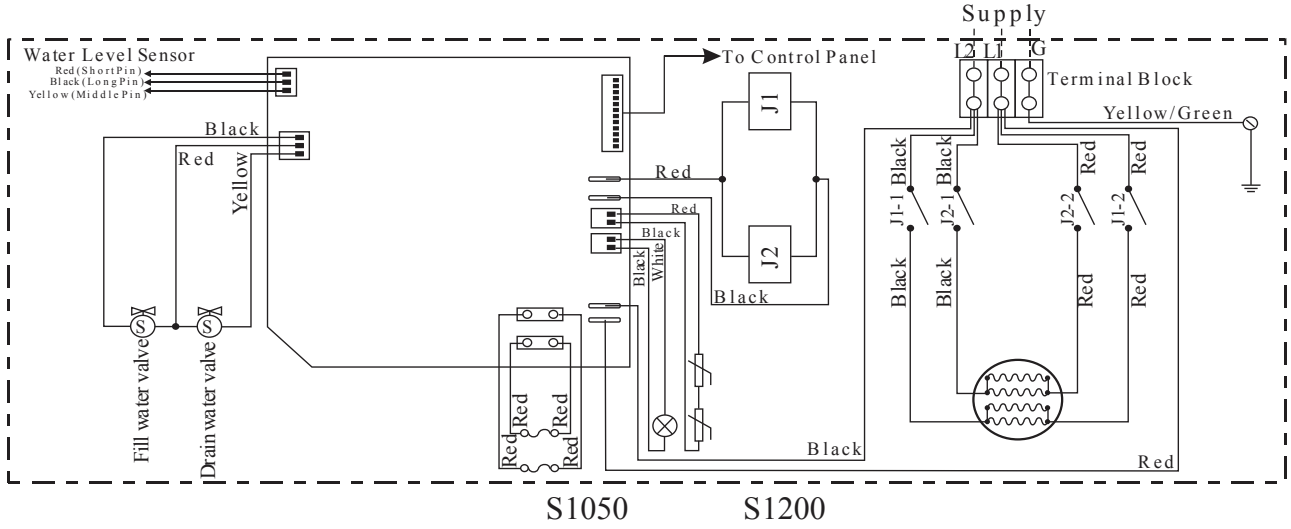 Supply
L2 L1 G
Water Level Sensor
Red(ShortPin)
Black(LongPin)
Yellow(MiddlePin)
To Control Panel
Terminal Block
Yellow/Green
J1
Black
Red
Yellow
Red
Red
Black
Black
White
J2
Black
Black
Black
Red
Red
J1-1
J2-1
J2-2
J1-2
Black
Black
Red
Red
S
S
Fill water valve
Drain water valve
Red
Red
Red
Red
Black
Red
S1050 S1200